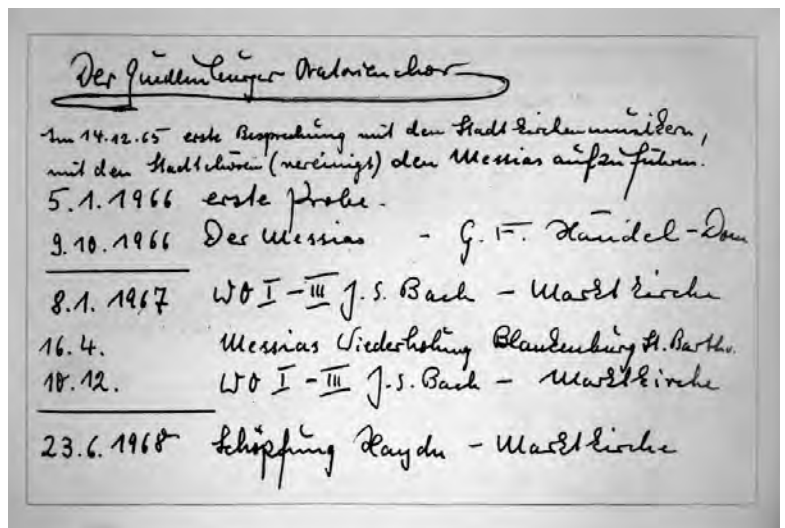 Der Quedlinburger Oratorienchor
Im 14.12.65 erste Besprechung mit den Stadtkirchenmusikern,
mit den Stadtchören (vereinigt) den Messias aufzuführen.
5.1.1966 erste Probe.
9.10.1966 Der Messias - G. F. Händel - Dom
8.1.1967 WO I - III J. S. Bach - Marktkirche
16.4. Messias Wiederholung Blankenburg St. Bartho.
10.12. WO I - III J. S. Bach - Marktkirche
23.6.1968 Schöpfung Haydn - Marktkirche